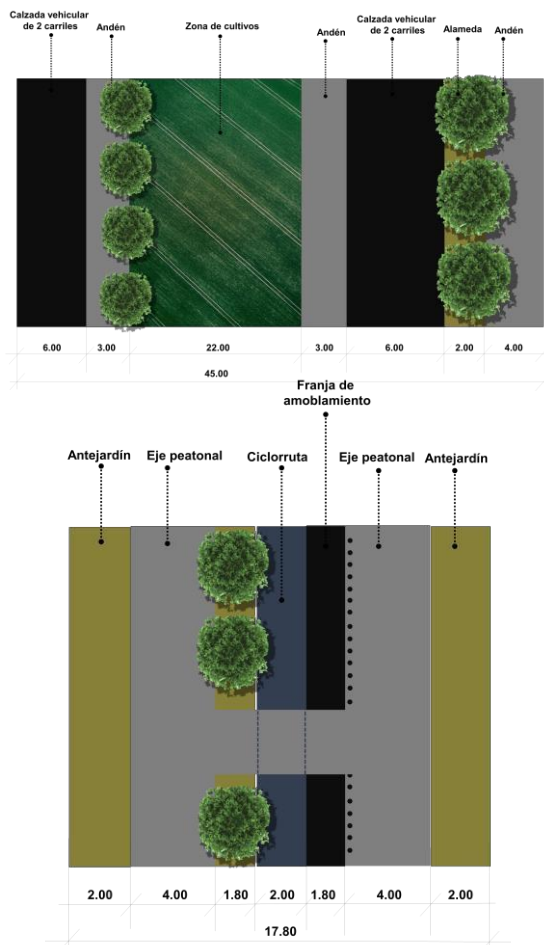 Calzada vehicular
de 2 carriles
Andén
Zona de cultivos
Andén
Calzada vehicular
de 2 carriles
Alameda
Andén
6.00
3.00
22.00
3.00
6.00
2.00
4.00
45.00
Franja de
amoblamiento
Antejardín
Eje peatonal
Ciclorruta
Eje peatonal
Antejardín
2.00
4.00
1.80
2.00
1.80
4.00
2.00
17.80